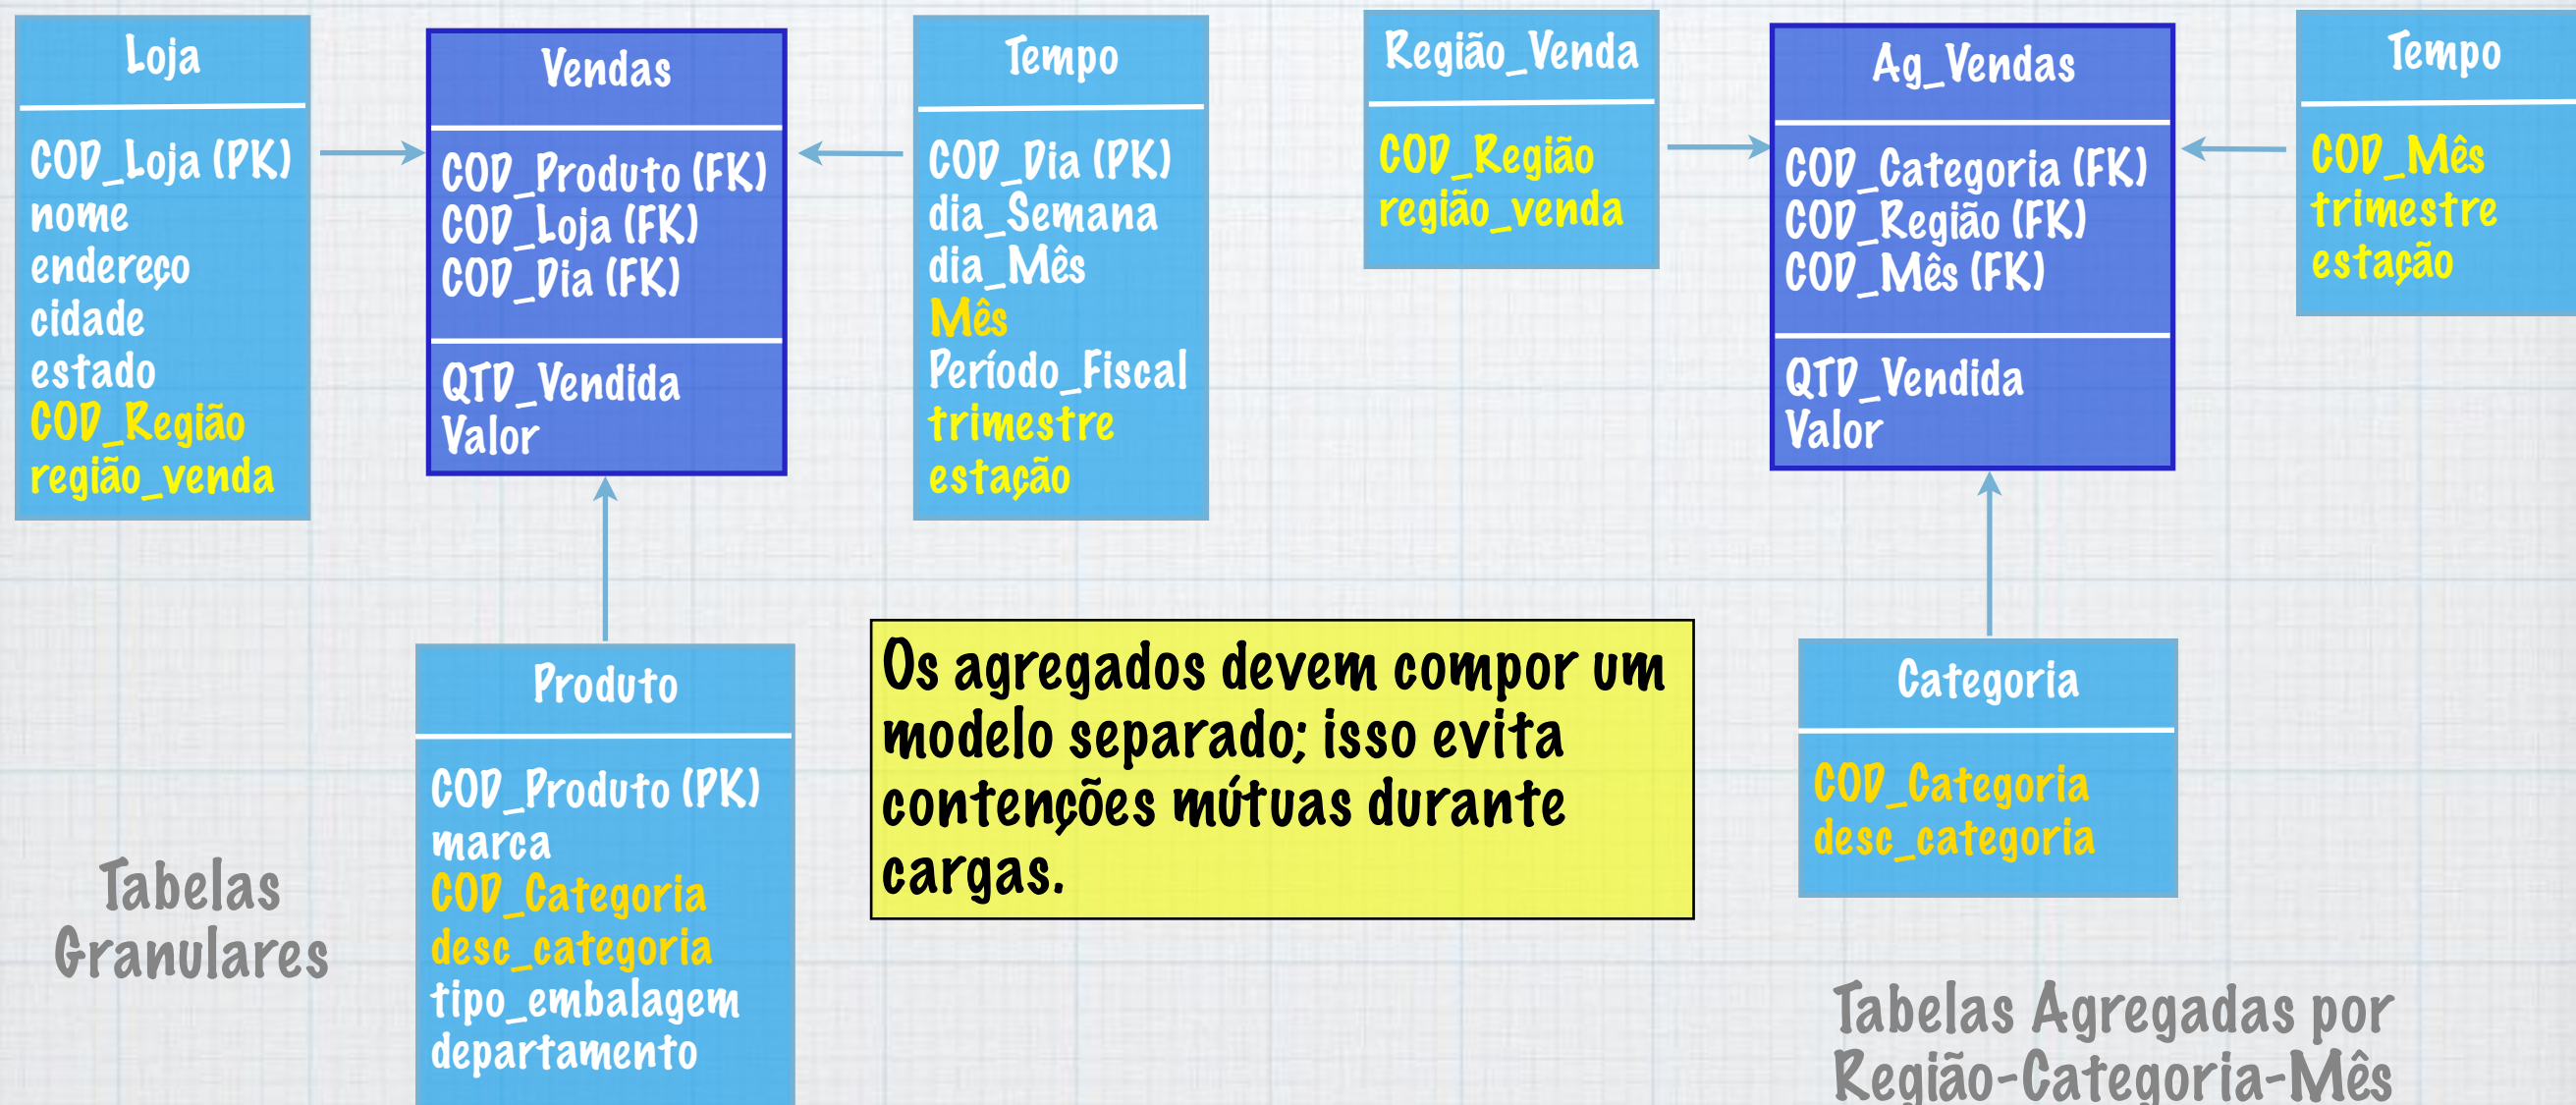 Loja
COD_Loja (PK)
nome
endereço
cidade
estado
COD_Região
região_venda
Vendas
COD_Produto (FK)
COD_Loja (FK)
COD_Dia (FK)
QTD_Vendida
Valor
Tempo
COD_Dia (PK)
dia_Semana
dia_Mês
Mês
Período_Fiscal
trimestre
estação
Região_Venda
COD_Região
região_venda
Ag_Vendas
COD_Categoria (FK)
COD_Região (FK)
COD_Mês (FK)
QTD_Vendida
Valor
Tempo
COD_Mês
trimestre
estação
Produto
COD_Produto (PK)
marca
COD_Categoria
desc_categoria
tipo_embalagem
departamento
Os agregados devem compor um
modelo separado; isso evita
contenções mútuas durante
cargas.
Categoria
COD_Categoria
desc_categoria
Tabelas
Granulares
Tabelas Agregadas por
Região-Categoria-Mês